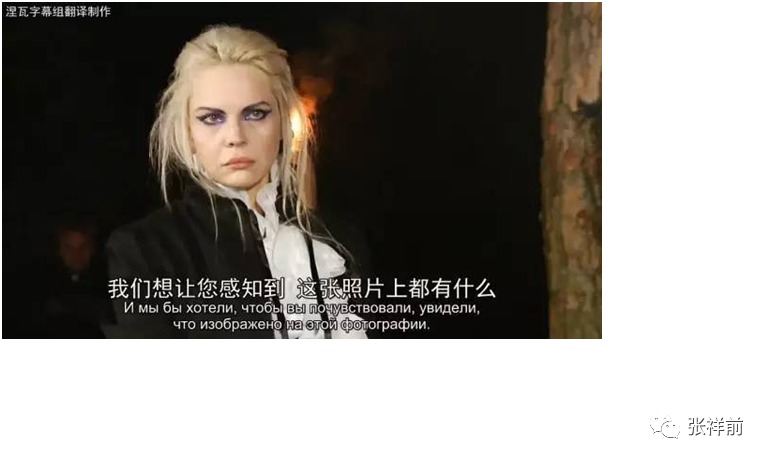 涅瓦字幕组翻译制作
我们想让您感知到 这张照片上都有什么
И мы бы хотели, чтобы вы почувствовали, увидели,
что изображено на этой фотографии.
张祥前